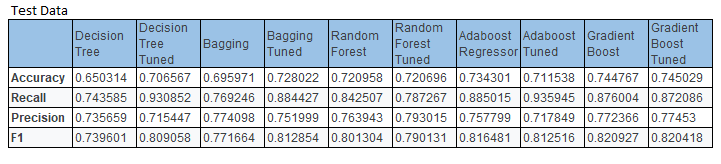 Test Data
Decision Tree | Decision Tree Tuned | Bagging | Bagging Tuned | Random Forest | Random Forest Tuned | Adaboost Regressor | Adaboost Tuned | Gradient Boost | Gradient Boost Tuned
Accuracy 0.650314 0.706567 0.695971 0.728022 0.720958 0.720696 0.734301 0.711538 0.744767 0.745029
Recall 0.743585 0.930852 0.769246 0.884427 0.842507 0.787267 0.885015 0.935945 0.876004 0.872086
Precision 0.735659 0.715447 0.774098 0.751999 0.763943 0.793015 0.757799 0.717849 0.772366 0.77453
F1 0.739601 0.809058 0.771664 0.812854 0.801304 0.790131 0.816481 0.812516 0.820927 0.820418